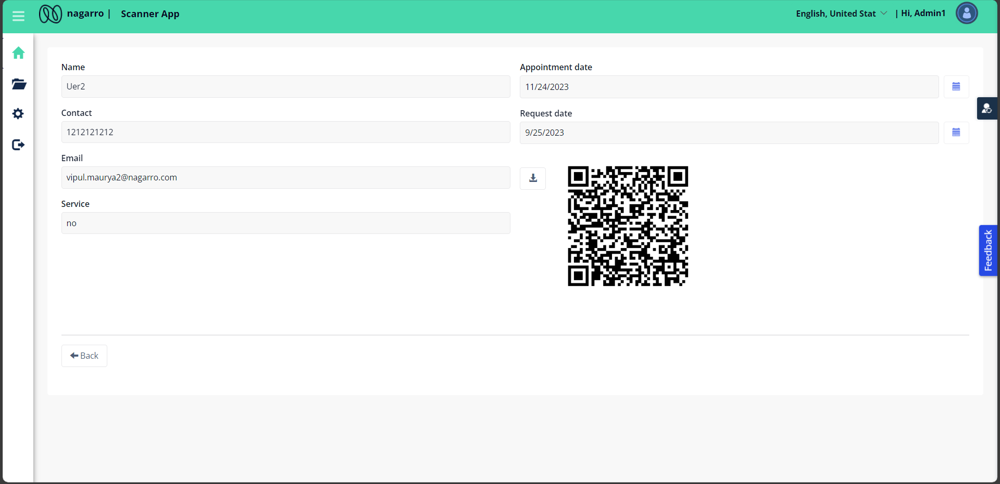 nagarro | Scanner App
English, United Stat | Hi, Admin1
Name
Uer2
Contact
1212121212
Email
vipul.maurya2@nagarro.com
Service
no
Appointment date
11/24/2023
Request date
9/25/2023
Feedback
Back